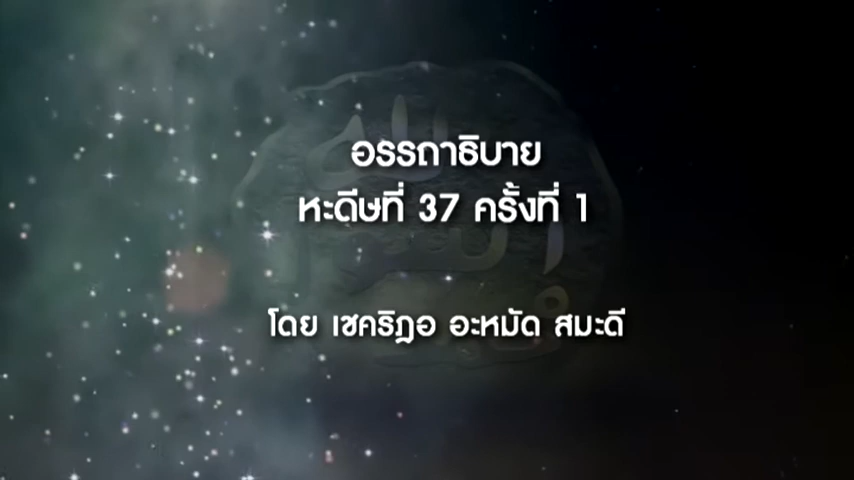 อรรถาธิบาย
หะดีษที่ 37 ครั้งที่ 1
โดย เชคริฎอ อะหมัด สมะดี